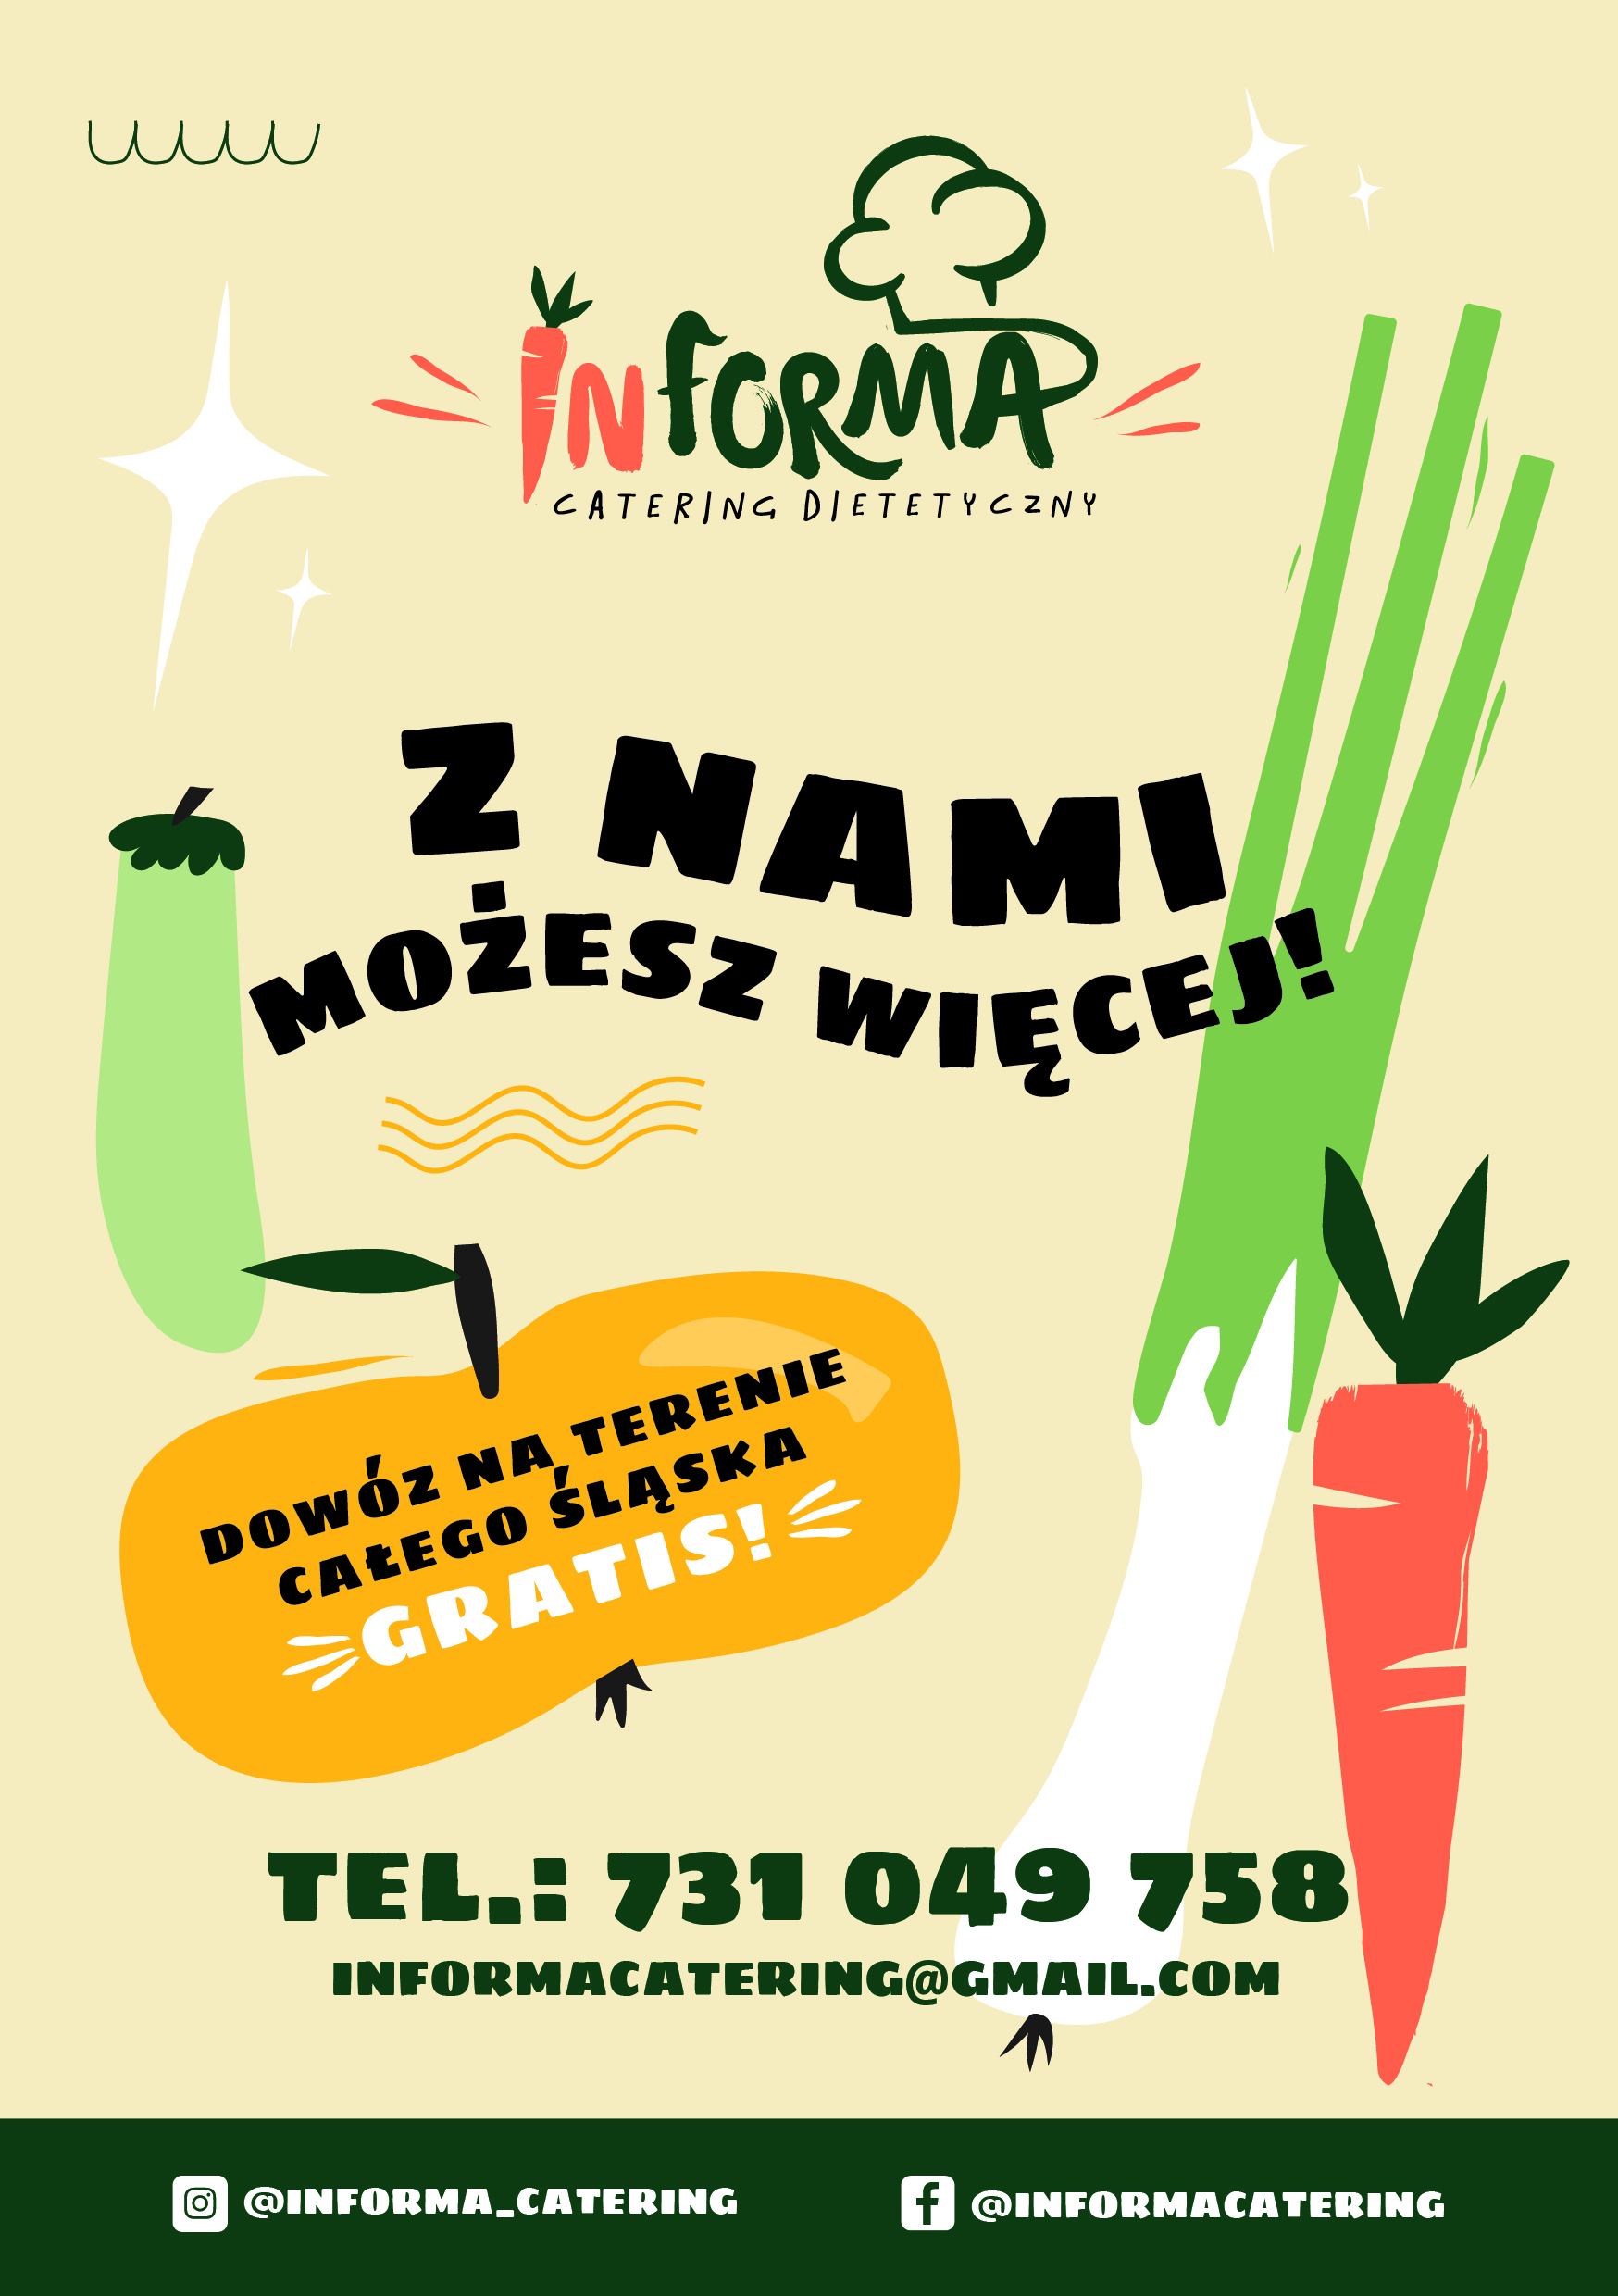 INFORMA
CATERING DIETETYCZNY
Z NAMI
MOŻESZ WIĘCEJ!
DOWÓZ NA TERENIE
CAŁEGO ŚLĄSKA
GRATIS!
TEL.: 731 049 758
INFORMACATERING@GMAIL.COM
@INFORMA_CATERING
@INFORMACATERING